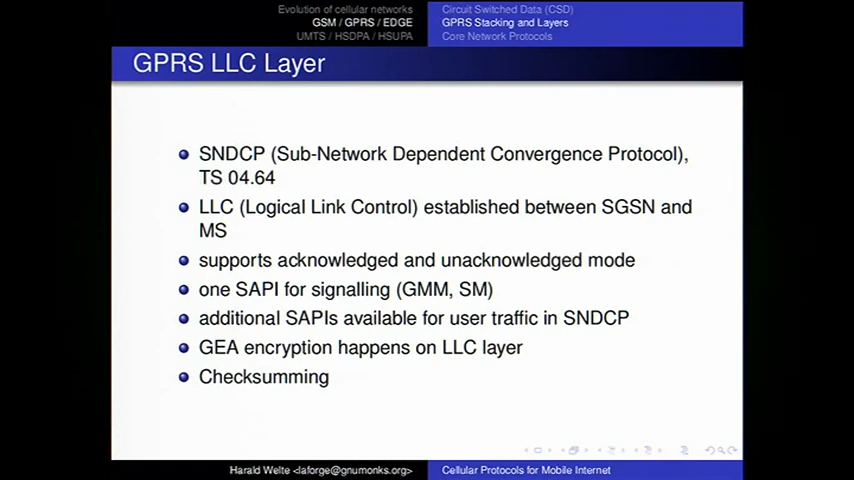 Evolution of cellular networks
GSM / GPRS / EDGE
UMTS / HSDPA / HSUPA
Circuit Switched Data (CSD)
GPRS Stacking and Layers
Core Network Protocols
GPRS LLC Layer
SNDCP (Sub-Network Dependent Convergence Protocol),
TS 04.64
LLC (Logical Link Control) established between SGSN and
MS
supports acknowledged and unacknowledged mode
one SAPI for signalling (GMM, SM)
additional SAPIs available for user traffic in SNDCP
GEA encryption happens on LLC layer
Checksumming
Harald Welte <laforge@gnumonks.org>
Cellular Protocols for Mobile Internet